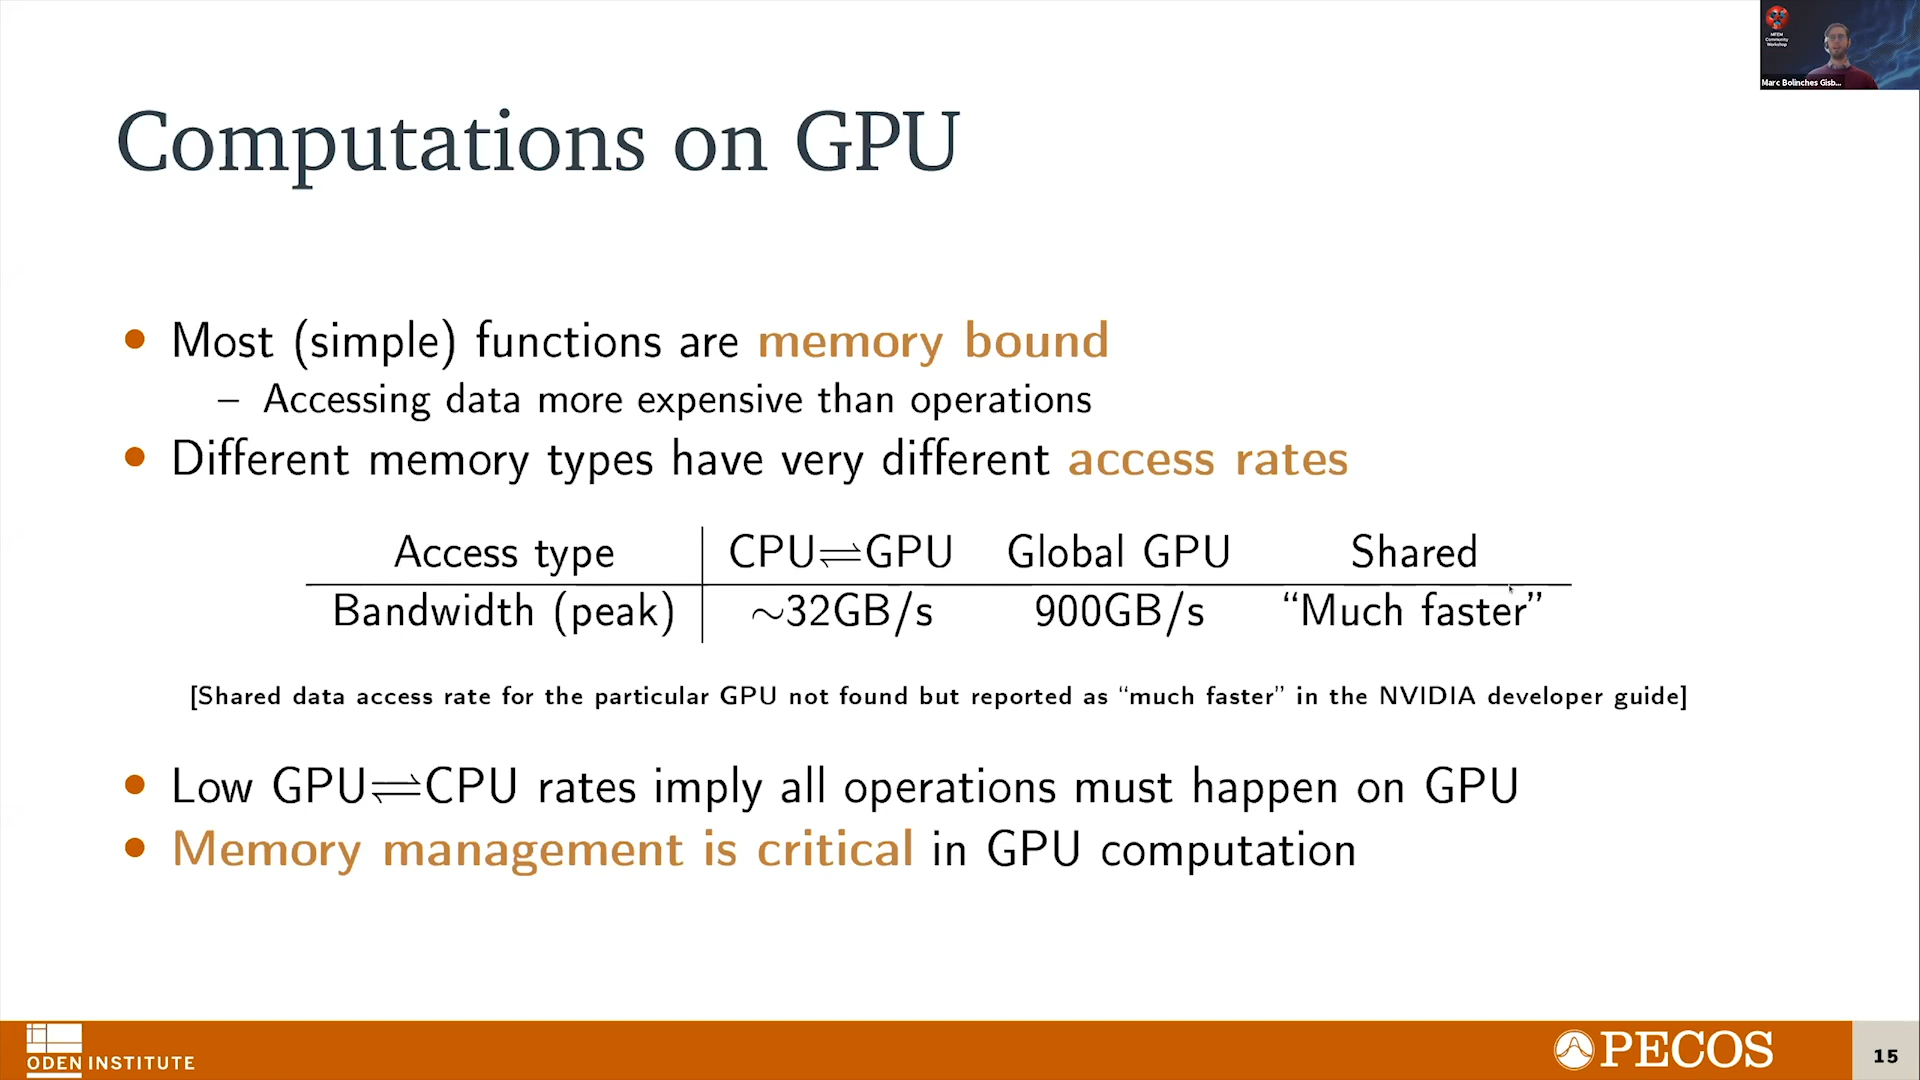 MFEM
Community
Workshop
Marc Bolinches Gisb...
Computations on GPU
• Most (simple) functions are memory bound
– Accessing data more expensive than operations
• Different memory types have very different access rates
Access type CPU⇌GPU Global GPU Shared
Bandwidth (peak) ~32GB/s 900GB/s “Much faster”
[Shared data access rate for the particular GPU not found but reported as “much faster” in the NVIDIA developer guide]
• Low GPU⇌CPU rates imply all operations must happen on GPU
• Memory management is critical in GPU computation
ODEN INSTITUTE
PECOS
15